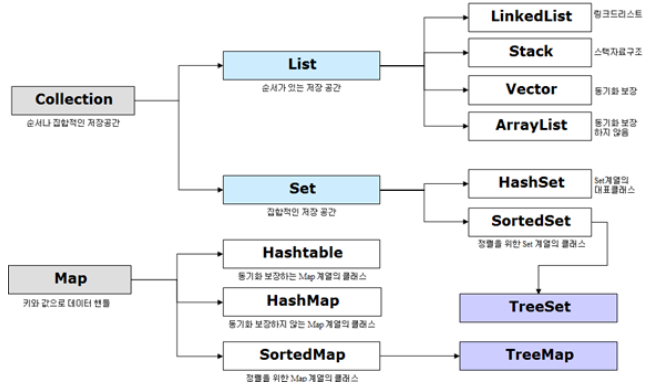 LinkedList
링크드리스트
List
순서가 있는 저장 공간
Stack
스택자료구조
Vector
동기화 보장
ArrayList
동기화 보장
하지 않음
Collection
순서나 집합적인 저장공간
Set
집합적인 저장 공간
HashSet
Set계열의
대표클래스
SortedSet
정렬을 위한 Set 계열의 클래스
Map
키와 값으로 데이터 핸들
Hashtable
동기화 보장하는 Map 계열의 클래스
HashMap
동기화 보장하지 않는 Map 계열의 클래스
TreeSet
SortedMap
정렬을 위한 Map 계열의 클래스
TreeMap